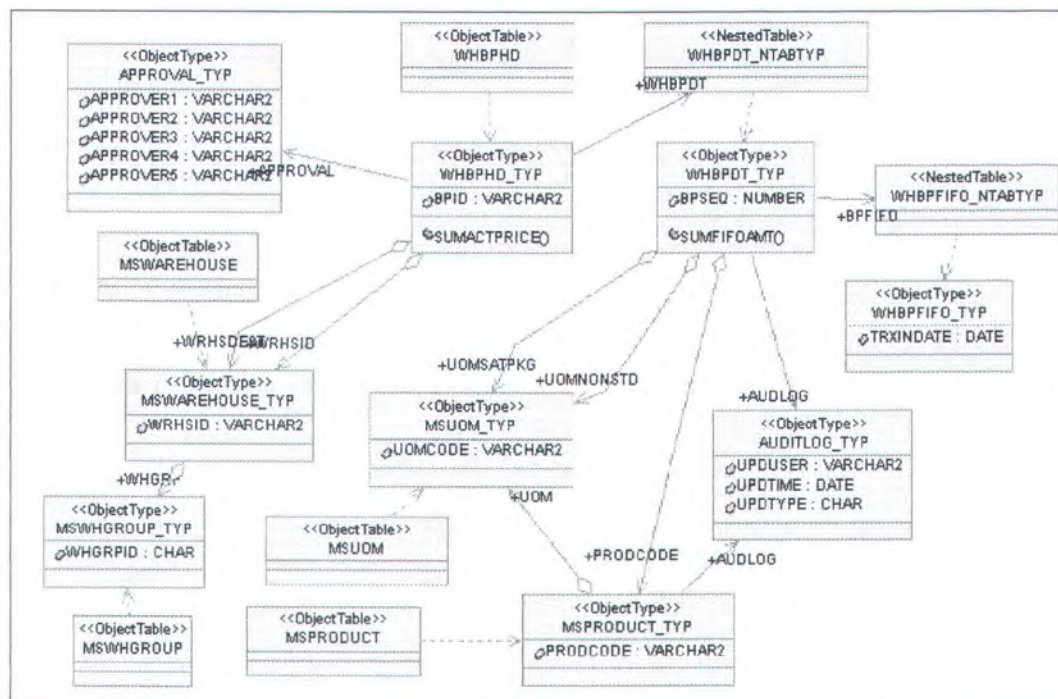 <<ObjectType>>
APPROVAL_TYP
APPROVER1 : VARCHAR2
APPROVER2 : VARCHAR2
APPROVER3 : VARCHAR2
APPROVER4 : VARCHAR2
APPROVER5 : VARCHAR2
+APPROVAL
<<ObjectTable>>
WHBPHD
<<NestedTable>>
WHBPDT_NTABTYP
+WHBPDT
<<ObjectType>>
WHBPHD_TYP
BPID : VARCHAR2
SUMACTPRICE()
<<ObjectType>>
WHBPDT_TYP
BPSEQ : NUMBER
SUMFIFOAMT()
<<NestedTable>>
WHBPFIFO_NTABTYP
+BPFIFO
<<ObjectTable>>
MSWAREHOUSE
<<ObjectType>>
WHBPFIFO_TYP
TRXINDATE : DATE
+WRHSDEST
+WRHSID
+UOMSATPKG
+UOMNONSTD
<<ObjectType>>
MSWAREHOUSE_TYP
WRHSID : VARCHAR2
<<ObjectType>>
MSUOM_TYP
UOMCODE : VARCHAR2
+AUDLOG
<<ObjectType>>
AUDITLOG_TYP
UPDUSER : VARCHAR2
UPDTIME : DATE
UPDTYPE : CHAR
<<ObjectType>>
MSWHGROUP_TYP
WHGRPID : CHAR
+UOM
<<ObjectTable>>
MSUOM
+PRODCODE
+AUDLOG
<<ObjectTable>>
MSWHGROUP
<<ObjectTable>>
MSPRODUCT
<<ObjectType>>
MSPRODUCT_TYP
PRODCODE : VARCHAR2